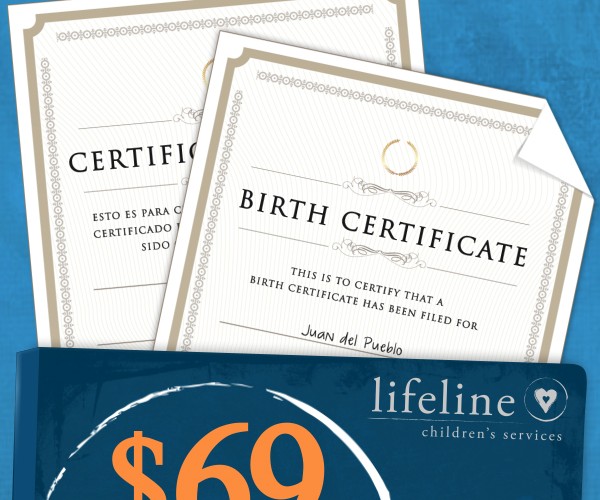 CERTIFIC
ESTO ES PARA C
CERTIFICADO
SIDO
BIRTH CERTIFICATE
THIS IS TO CERTIFY THAT A
BIRTH CERTIFICATE HAS BEEN FILED FOR
Juan del Pueblo
lifeline
children's services
$69